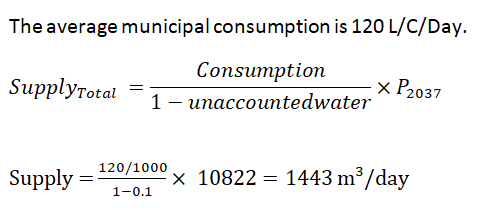 The average municipal consumption is 120 L/C/Day.
Supply_Total = Consumption / (1 − unaccountedwater) × P_2037
Supply = (120/1000) / (1−0.1) × 10822 = 1443 m³/day